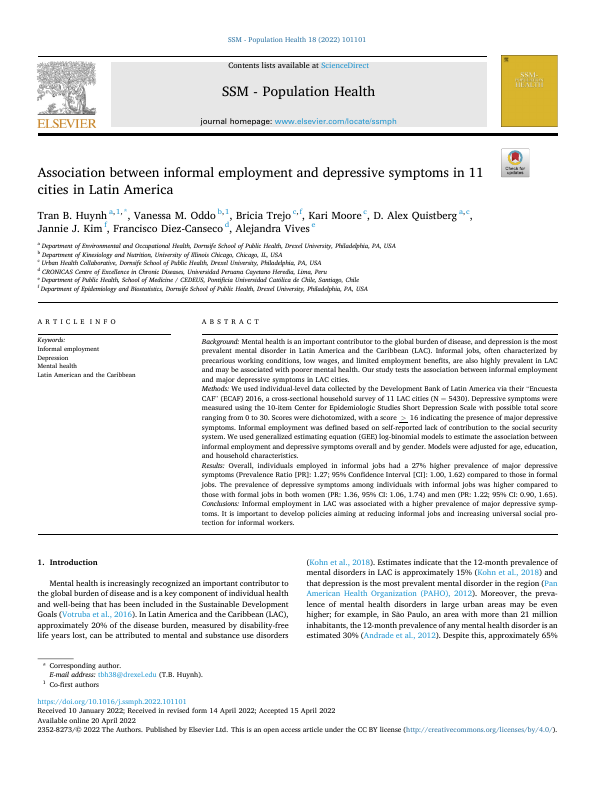 SSM - Population Health 18 (2022) 101101
Contents lists available at ScienceDirect
SSM - Population Health
journal homepage: www.elsevier.com/locate/ssmph
ELSEVIER
SSM-
POPULATION
HEALTH
Check for
updates
Association between informal employment and depressive symptoms in 11
cities in Latin America
Tran B. Huynh a,1,*, Vanessa M. Oddo b,1, Bricia Trejo c,f, Kari Moore c, D. Alex Quistberg a,c,
Jannie J. Kim f, Francisco Diez-Canseco d, Alejandra Vives e
a Department of Environmental and Occupational Health, Dornsife School of Public Health, Drexel University, Philadelphia, PA, USA
b Department of Kinesiology and Nutrition, University of Illinois Chicago, Chicago, IL, USA
c Urban Health Collaborative, Dornsife School of Public Health, Drexel University, Philadelphia, PA, USA
d CRONICAS Centre of Excellence in Chronic Diseases, Universidad Peruana Cayetano Heredia, Lima, Peru
e Department of Public Health, School of Medicine / CEDEUS, Pontificia Universidad Católica de Chile, Santiago, Chile
f Department of Epidemiology and Biostatistics, Dornsife School of Public Health, Drexel University, Philadelphia, PA, USA
ARTICLE INFO
Keywords:
Informal employment
Depression
Mental health
Latin American and the Caribbean
ABSTRACT
Background: Mental health is an important contributor to the global burden of disease, and depression is the most
prevalent mental disorder in Latin America and the Caribbean (LAC). Informal jobs, often characterized by
precarious working conditions, low wages, and limited employment benefits, are also highly prevalent in LAC
and may be associated with poorer mental health. Our study tests the association between informal employment
and major depressive symptoms in LAC cities.
Methods: We used individual-level data collected by the Development Bank of Latin America via their "Encuesta
CAF" (ECAF) 2016, a cross-sectional household survey of 11 LAC cities (N = 5430). Depressive symptoms were
measured using the 10-item Center for Epidemiologic Studies Short Depression Scale with possible total score
ranging from 0 to 30. Scores were dichotomized, with a score ≥ 16 indicating the presence of major depressive
symptoms. Informal employment was defined based on self-reported lack of contribution to the social security
system. We used generalized estimating equation (GEE) log-binomial models to estimate the association between
informal employment and depressive symptoms overall and by gender. Models were adjusted for age, education,
and household characteristics.
Results: Overall, individuals employed in informal jobs had a 27% higher prevalence of major depressive
symptoms (Prevalence Ratio [PR]: 1.27; 95% Confidence Interval [CI]: 1.00, 1.62) compared to those in formal
jobs. The prevalence of depressive symptoms among individuals with informal jobs was higher compared to
those with formal jobs in both women (PR: 1.36, 95% CI: 1.06, 1.74) and men (PR: 1.22; 95% CI: 0.90, 1.65).
Conclusions: Informal employment in LAC was associated with a higher prevalence of major depressive symp-
toms. It is important to develop policies aiming at reducing informal jobs and increasing universal social pro-
tection for informal workers.
1. Introduction
Mental health is increasingly recognized an important contributor to
the global burden of disease and is a key component of individual health
and well-being that has been included in the Sustainable Development
Goals (Votruba et al., 2016). In Latin America and the Caribbean (LAC),
approximately 20% of the disease burden, measured by disability-free
life years lost, can be attributed to mental and substance use disorders
(Kohn et al., 2018). Estimates indicate that the 12-month prevalence of
mental disorders in LAC is approximately 15% (Kohn et al., 2018) and
that depression is the most prevalent mental disorder in the region (Pan
American Health Organization (PAHO), 2012). Moreover, the preva-
lence of mental health disorders in large urban areas may be even
higher; for example, in São Paulo, an area with more than 21 million
inhabitants, the 12-month prevalence of any mental health disorder is an
estimated 30% (Andrade et al., 2012). Despite this, approximately 65%
* Corresponding author.
E-mail address: tbh38@drexel.edu (T.B. Huynh).
1 Co-first authors
https://doi.org/10.1016/j.ssmph.2022.101101
Received 10 January 2022; Received in revised form 14 April 2022; Accepted 15 April 2022
Available online 20 April 2022
2352-8273/© 2022 The Authors. Published by Elsevier Ltd. This is an open access article under the CC BY license (http://creativecommons.org/licenses/by/4.0/).